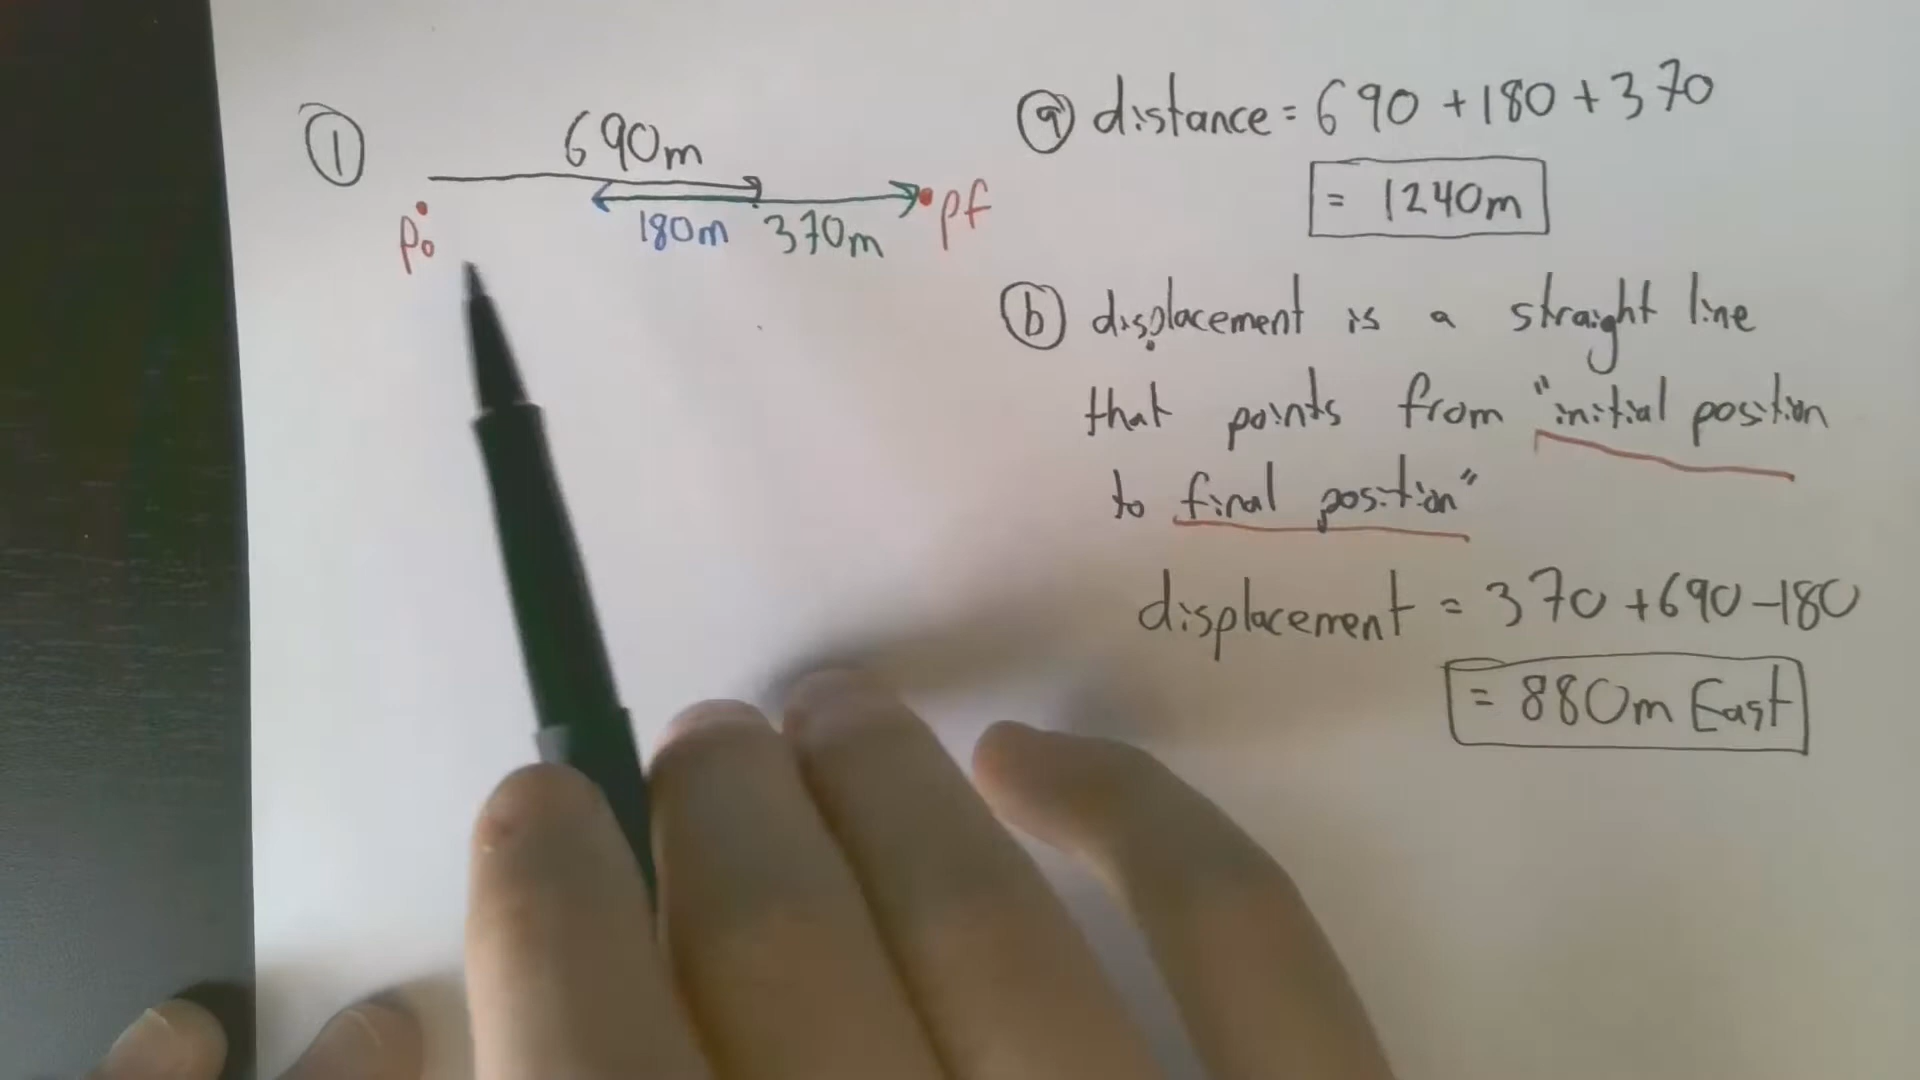 ①
690m
180m
370m
po
pf
ⓐ distance = 690 + 180 + 370
= 1240m
ⓑ displacement is a straight line
that points from "initial position
to final position"
displacement = 370 + 690 - 180
= 880m East